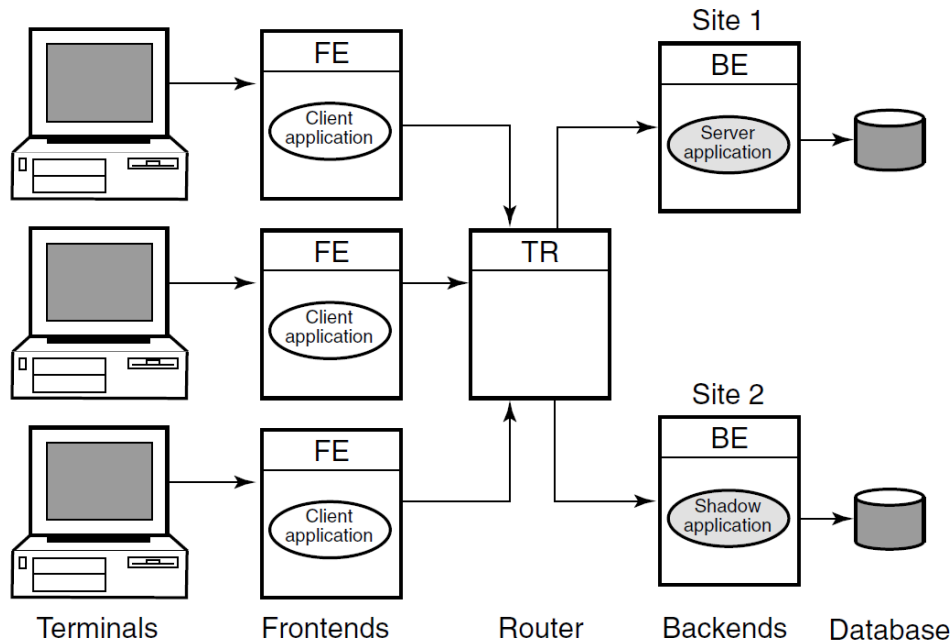 Site 1
FE
BE
Client
application
Server
application
FE
TR
Client
application
Site 2
FE
BE
Client
application
Shadow
application
Terminals
Frontends
Router
Backends
Database